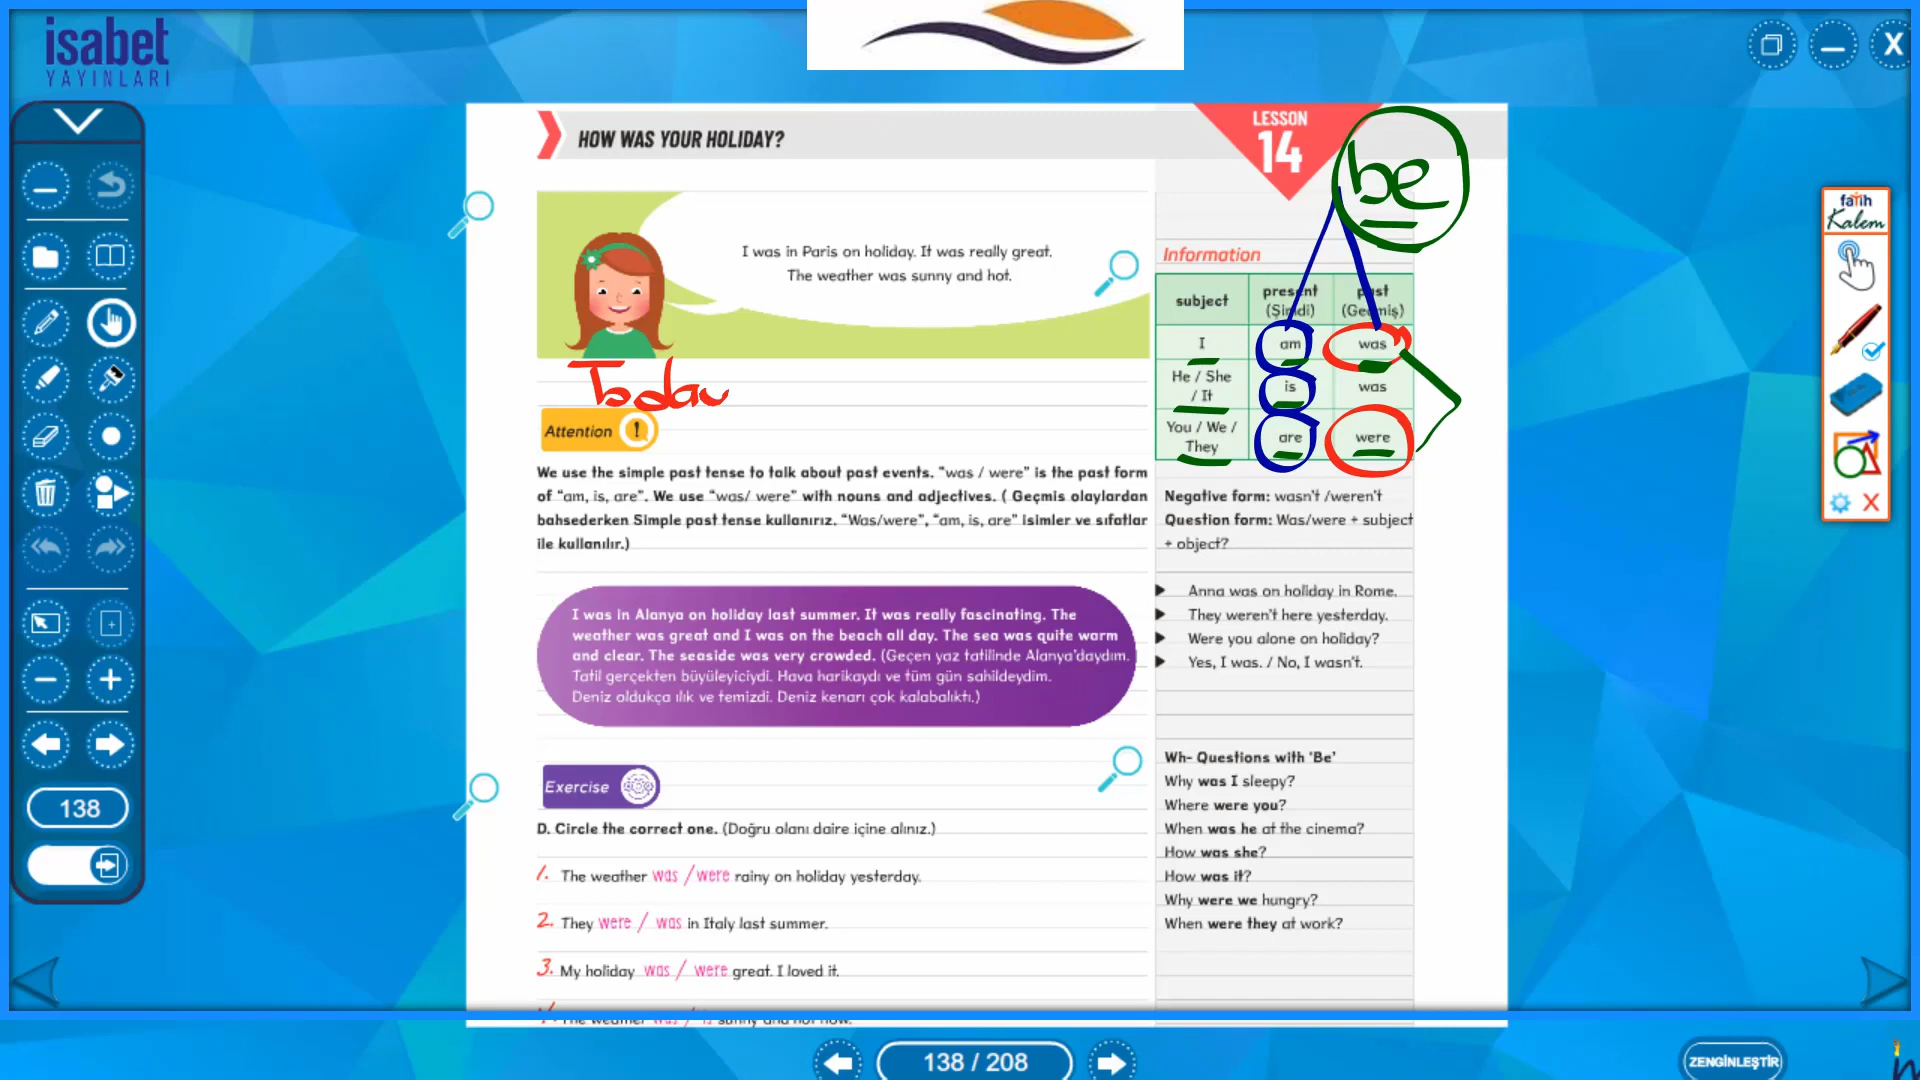 isabet
YAYINLARI
HOW WAS YOUR HOLIDAY?
LESSON
14
be
I was in Paris on holiday. It was really great.
The weather was sunny and hot.
Today
Attention !
We use the simple past tense to talk about past events. "was / were" is the past form
of "am, is, are". We use "was/ were" with nouns and adjectives. ( Geçmis olaylardan
bahsederken Simple past tense kullanırız. "Was/were", "am, is, are" isimler ve sıfatlar
ile kullanılır.)
I was in Alanya on holiday last summer. It was really fascinating. The
weather was great and I was on the beach all day. The sea was quite warm
and clear. The seaside was very crowded. (Geçen yaz tatilinde Alanya'daydım.
Tatil gerçekten büyüleyiciydi. Hava harikaydı ve tüm gün sahildeydim.
Deniz oldukça ılık ve temizdi. Deniz kenarı çok kalabalıktı.)
Exercise
D. Circle the correct one. (Doğru olanı daire içine alınız.)
1. The weather was / were rainy on holiday yesterday.
2. They were / was in Italy last summer.
3. My holiday was / were great. I loved it.
4. The weather was / is sunny and hot now.
Information
subject present (Şimdi) past (Geçmiş)
I am was
He / She / It is was
You / We / They are were
Negative form: wasn't /weren't
Question form: Was/were + subject
+ object?
Anna was on holiday in Rome.
They weren't here yesterday.
Were you alone on holiday?
Yes, I was. / No, I wasn't.
Wh- Questions with 'Be'
Why was I sleepy?
Where were you?
When was he at the cinema?
How was she?
How was it?
Why were we hungry?
When were they at work?
fatih
Kalem
138
138 / 208
ZENGİNLEŞTİR